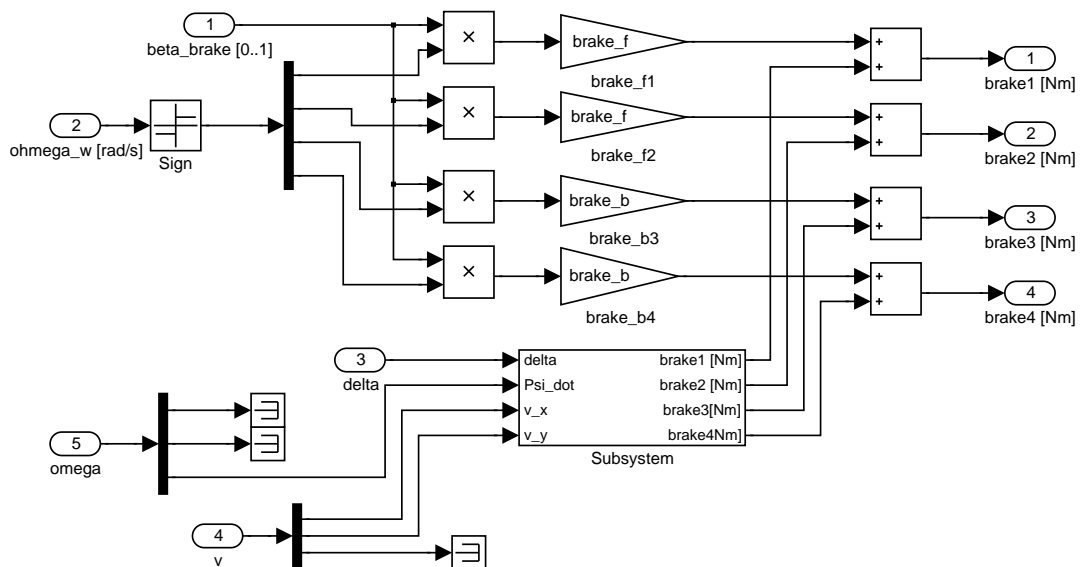 1
beta_brake [0..1]
2
ohmega_w [rad/s]
Sign
×
×
×
×
brake_f
brake_f1
brake_f
brake_f2
brake_b
brake_b3
brake_b
brake_b4
+
+
+
+
+
+
+
+
1
brake1 [Nm]
2
brake2 [Nm]
3
brake3 [Nm]
4
brake4 [Nm]
3
delta
delta
Psi_dot
v_x
v_y
brake1 [Nm]
brake2 [Nm]
brake3[Nm]
brake4Nm]
Subsystem
5
omega
4
v